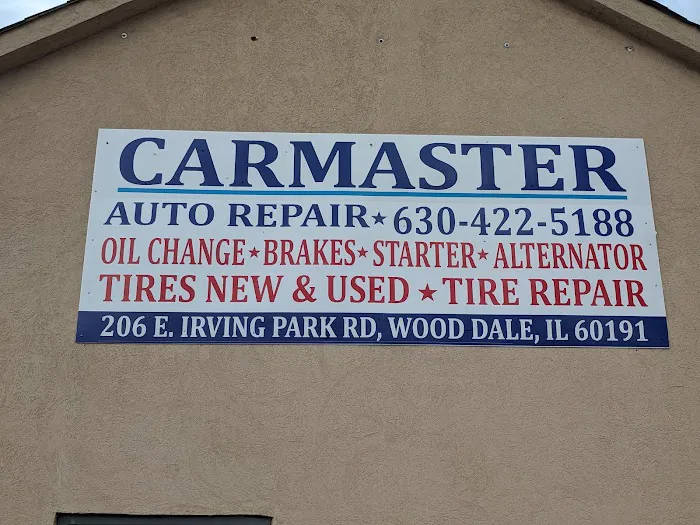 CARMASTER
AUTO REPAIR★630-422-5188
OIL CHANGE★BRAKES★STARTER★ALTERNATOR
TIRES NEW & USED ★ TIRE REPAIR
206 E. IRVING PARK RD, WOOD DALE, IL 60191